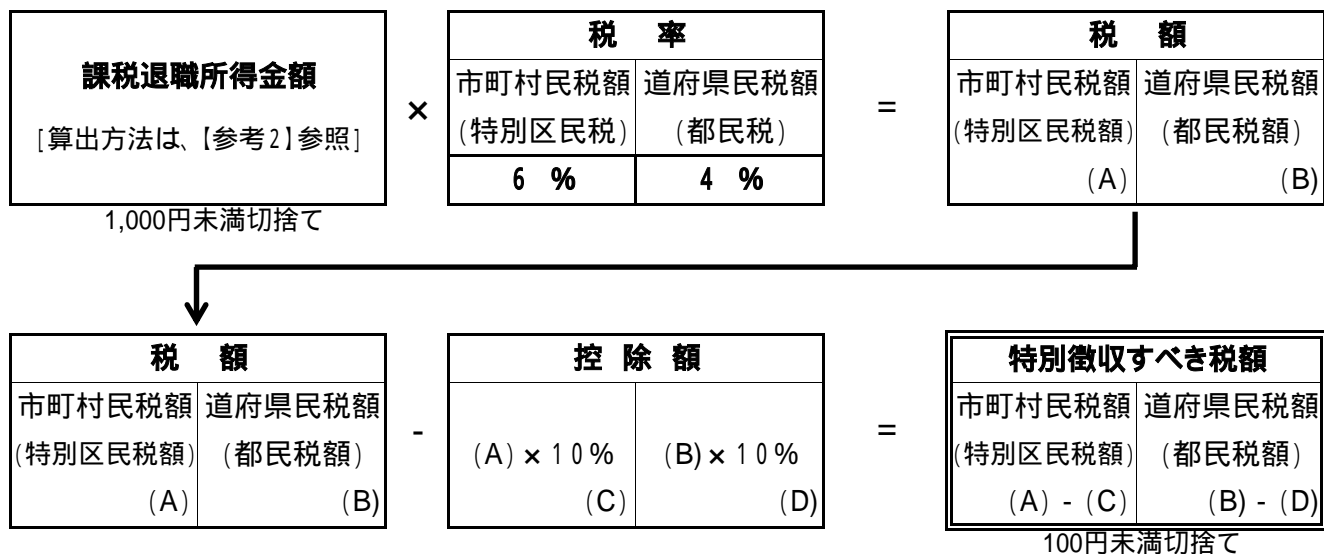 課税退職所得金額
[算出方法は、【参考2】参照]
1,000円未満切捨て
×
税 率
市町村民税額 道府県民税額
(特別区民税) (都民税)
6 % 4 %
=
税 額
市町村民税額 道府県民税額
(特別区民税額) (都民税額)
(A) (B)
税 額
市町村民税額 道府県民税額
(特別区民税額) (都民税額)
(A) (B)
-
控 除 額
(A) × 10% (B) × 10%
(C) (D)
=
特別徴収すべき税額
市町村民税額 道府県民税額
(特別区民税額) (都民税額)
(A) - (C) (B) - (D)
100円未満切捨て